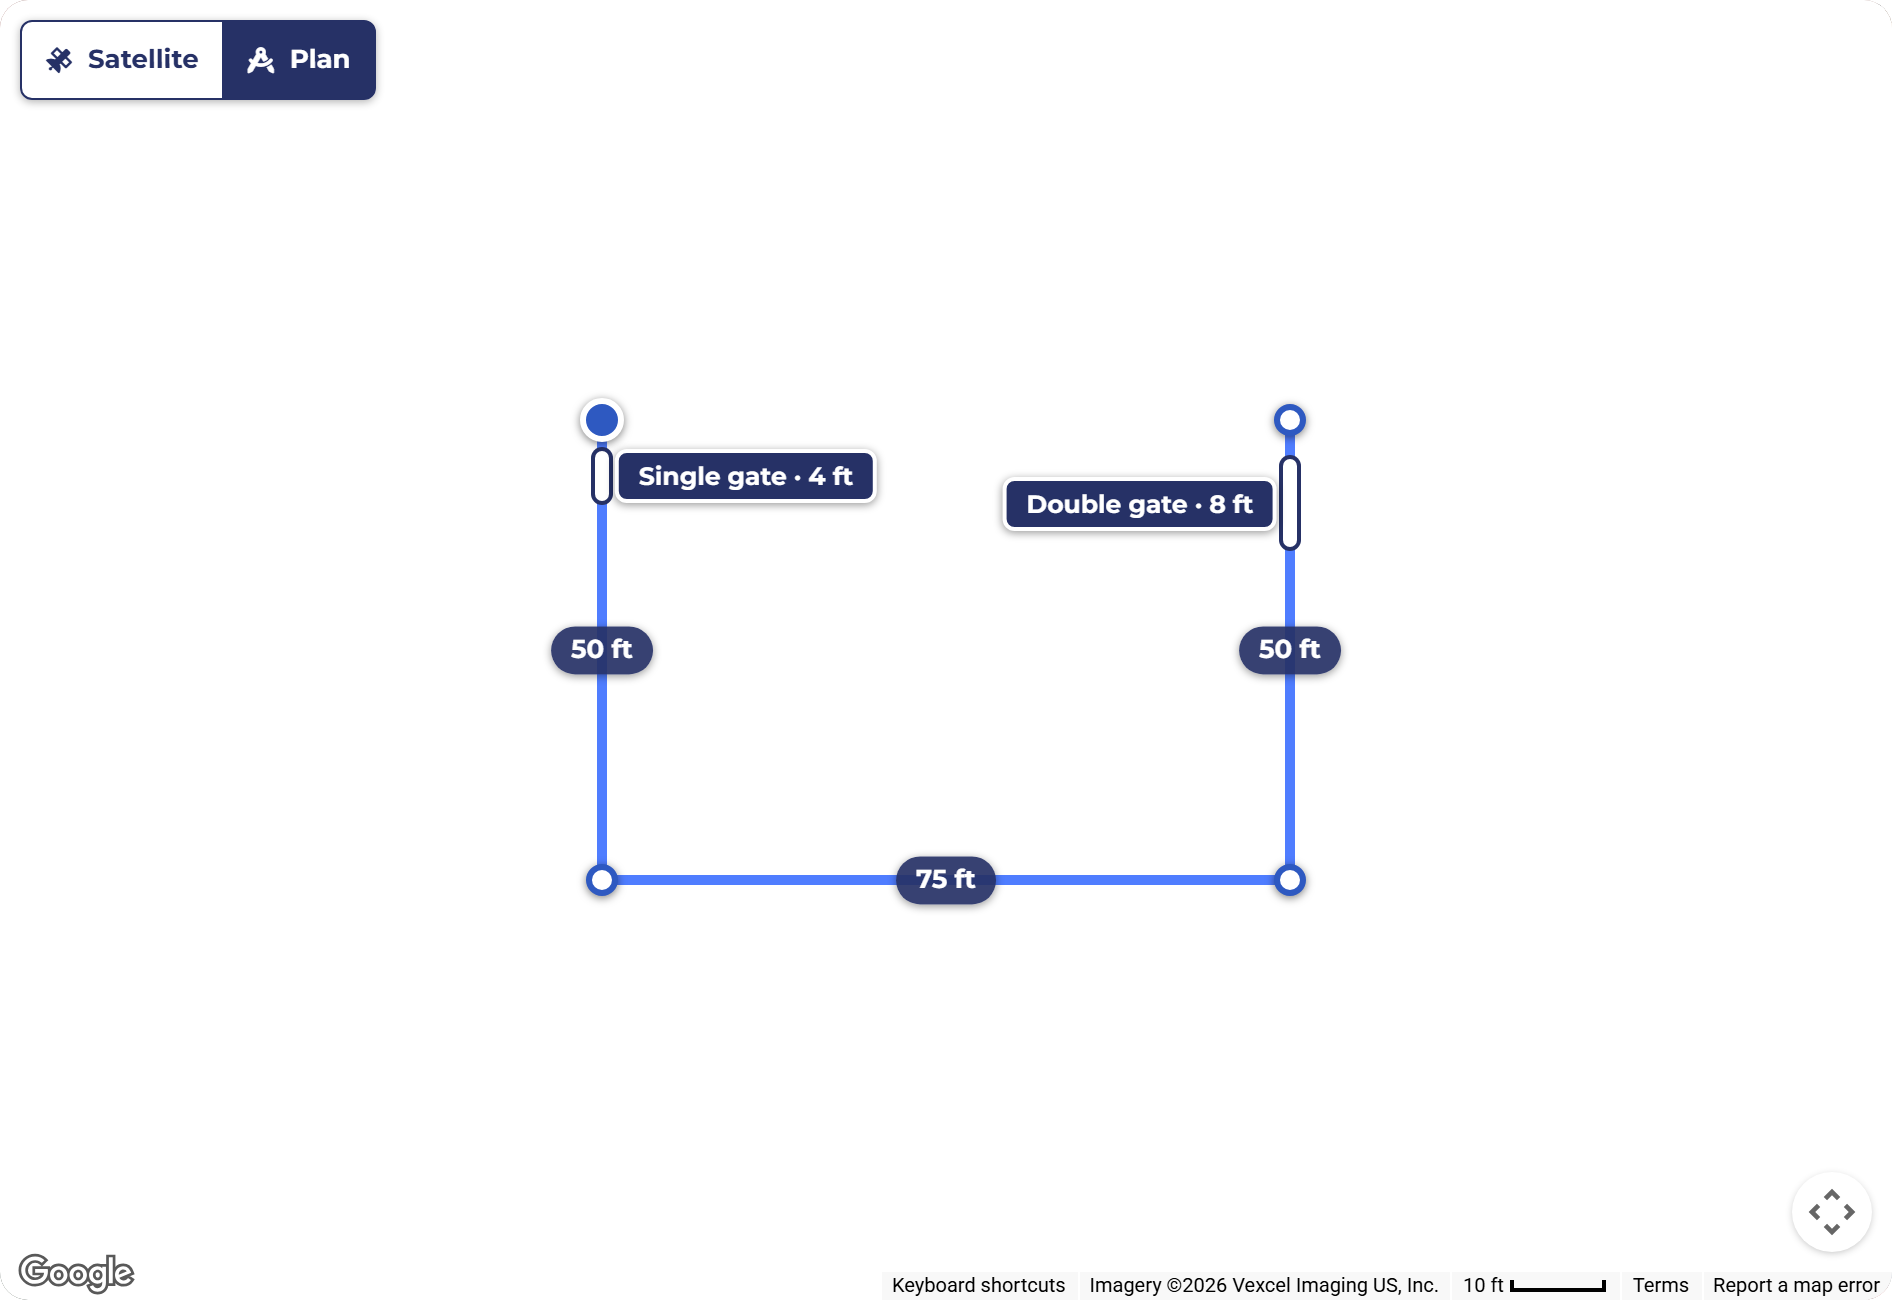 Satellite
Plan
Single gate · 4 ft
Double gate · 8 ft
50 ft
50 ft
75 ft
Google
Keyboard shortcuts
Imagery ©2026 Vexcel Imaging US, Inc.
10 ft
Terms
Report a map error